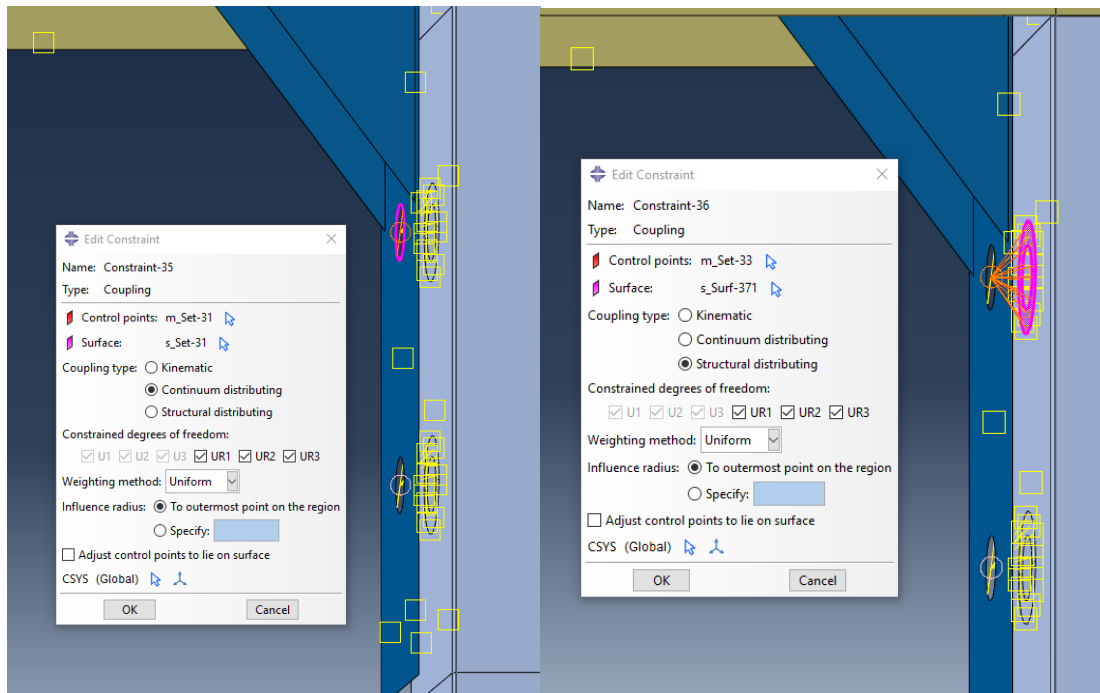 Edit Constraint
Name: Constraint-35
Type: Coupling
Control points: m_Set-31
Surface: s_Set-31
Coupling type: Kinematic
Continuum distributing
Structural distributing
Constrained degrees of freedom:
U1 U2 U3 UR1 UR2 UR3
Weighting method: Uniform
Influence radius: To outermost point on the region
Specify:
Adjust control points to lie on surface
CSYS (Global)
OK Cancel
Edit Constraint
Name: Constraint-36
Type: Coupling
Control points: m_Set-33
Surface: s_Surf-371
Coupling type: Kinematic
Continuum distributing
Structural distributing
Constrained degrees of freedom:
U1 U2 U3 UR1 UR2 UR3
Weighting method: Uniform
Influence radius: To outermost point on the region
Specify:
Adjust control points to lie on surface
CSYS (Global)
OK Cancel